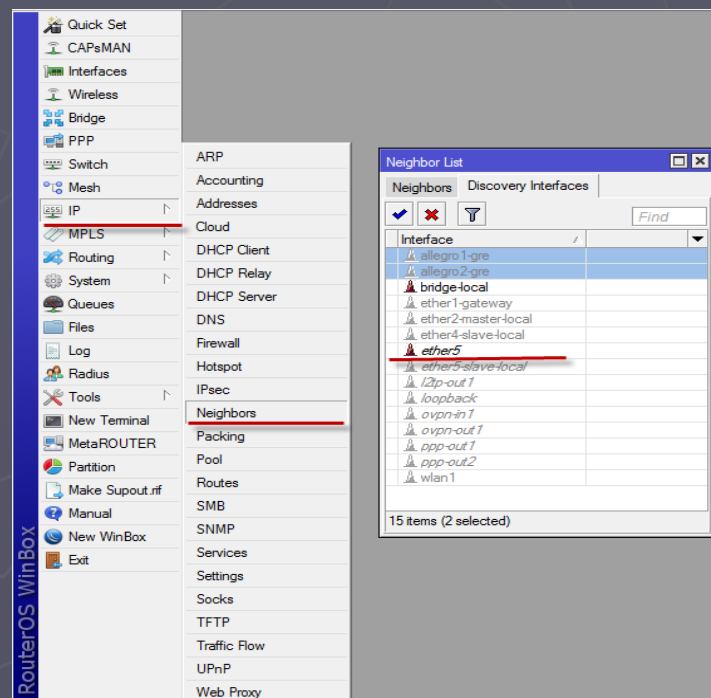 Quick Set
CAPsMAN
Interfaces
Wireless
Bridge
PPP
Switch
Mesh
IP
MPLS
Routing
System
Queues
Files
Log
Radius
Tools
New Terminal
MetaROUTER
Partition
Make Supout.rif
Manual
New WinBox
Exit
RouterOS WinBox
ARP
Accounting
Addresses
Cloud
DHCP Client
DHCP Relay
DHCP Server
DNS
Firewall
Hotspot
IPsec
Neighbors
Packing
Pool
Routes
SMB
SNMP
Services
Settings
Socks
TFTP
Traffic Flow
UPnP
Web Proxy
Neighbor List
Neighbors Discovery Interfaces
Find
Interface
allegro1-gre
allegro2-gre
bridge-local
ether1-gateway
ether2-master-local
ether4-slave-local
ether5
ether5-slave-local
l2tp-out1
loopback
ovpn-in1
ovpn-out1
ppp-out1
ppp-out2
wlan1
15 items (2 selected)